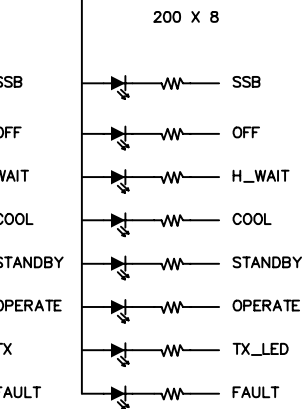 200 X 8
SSB SSB
OFF OFF
WAIT H_WAIT
COOL COOL
STANDBY STANDBY
OPERATE OPERATE
TX TX_LED
FAULT FAULT